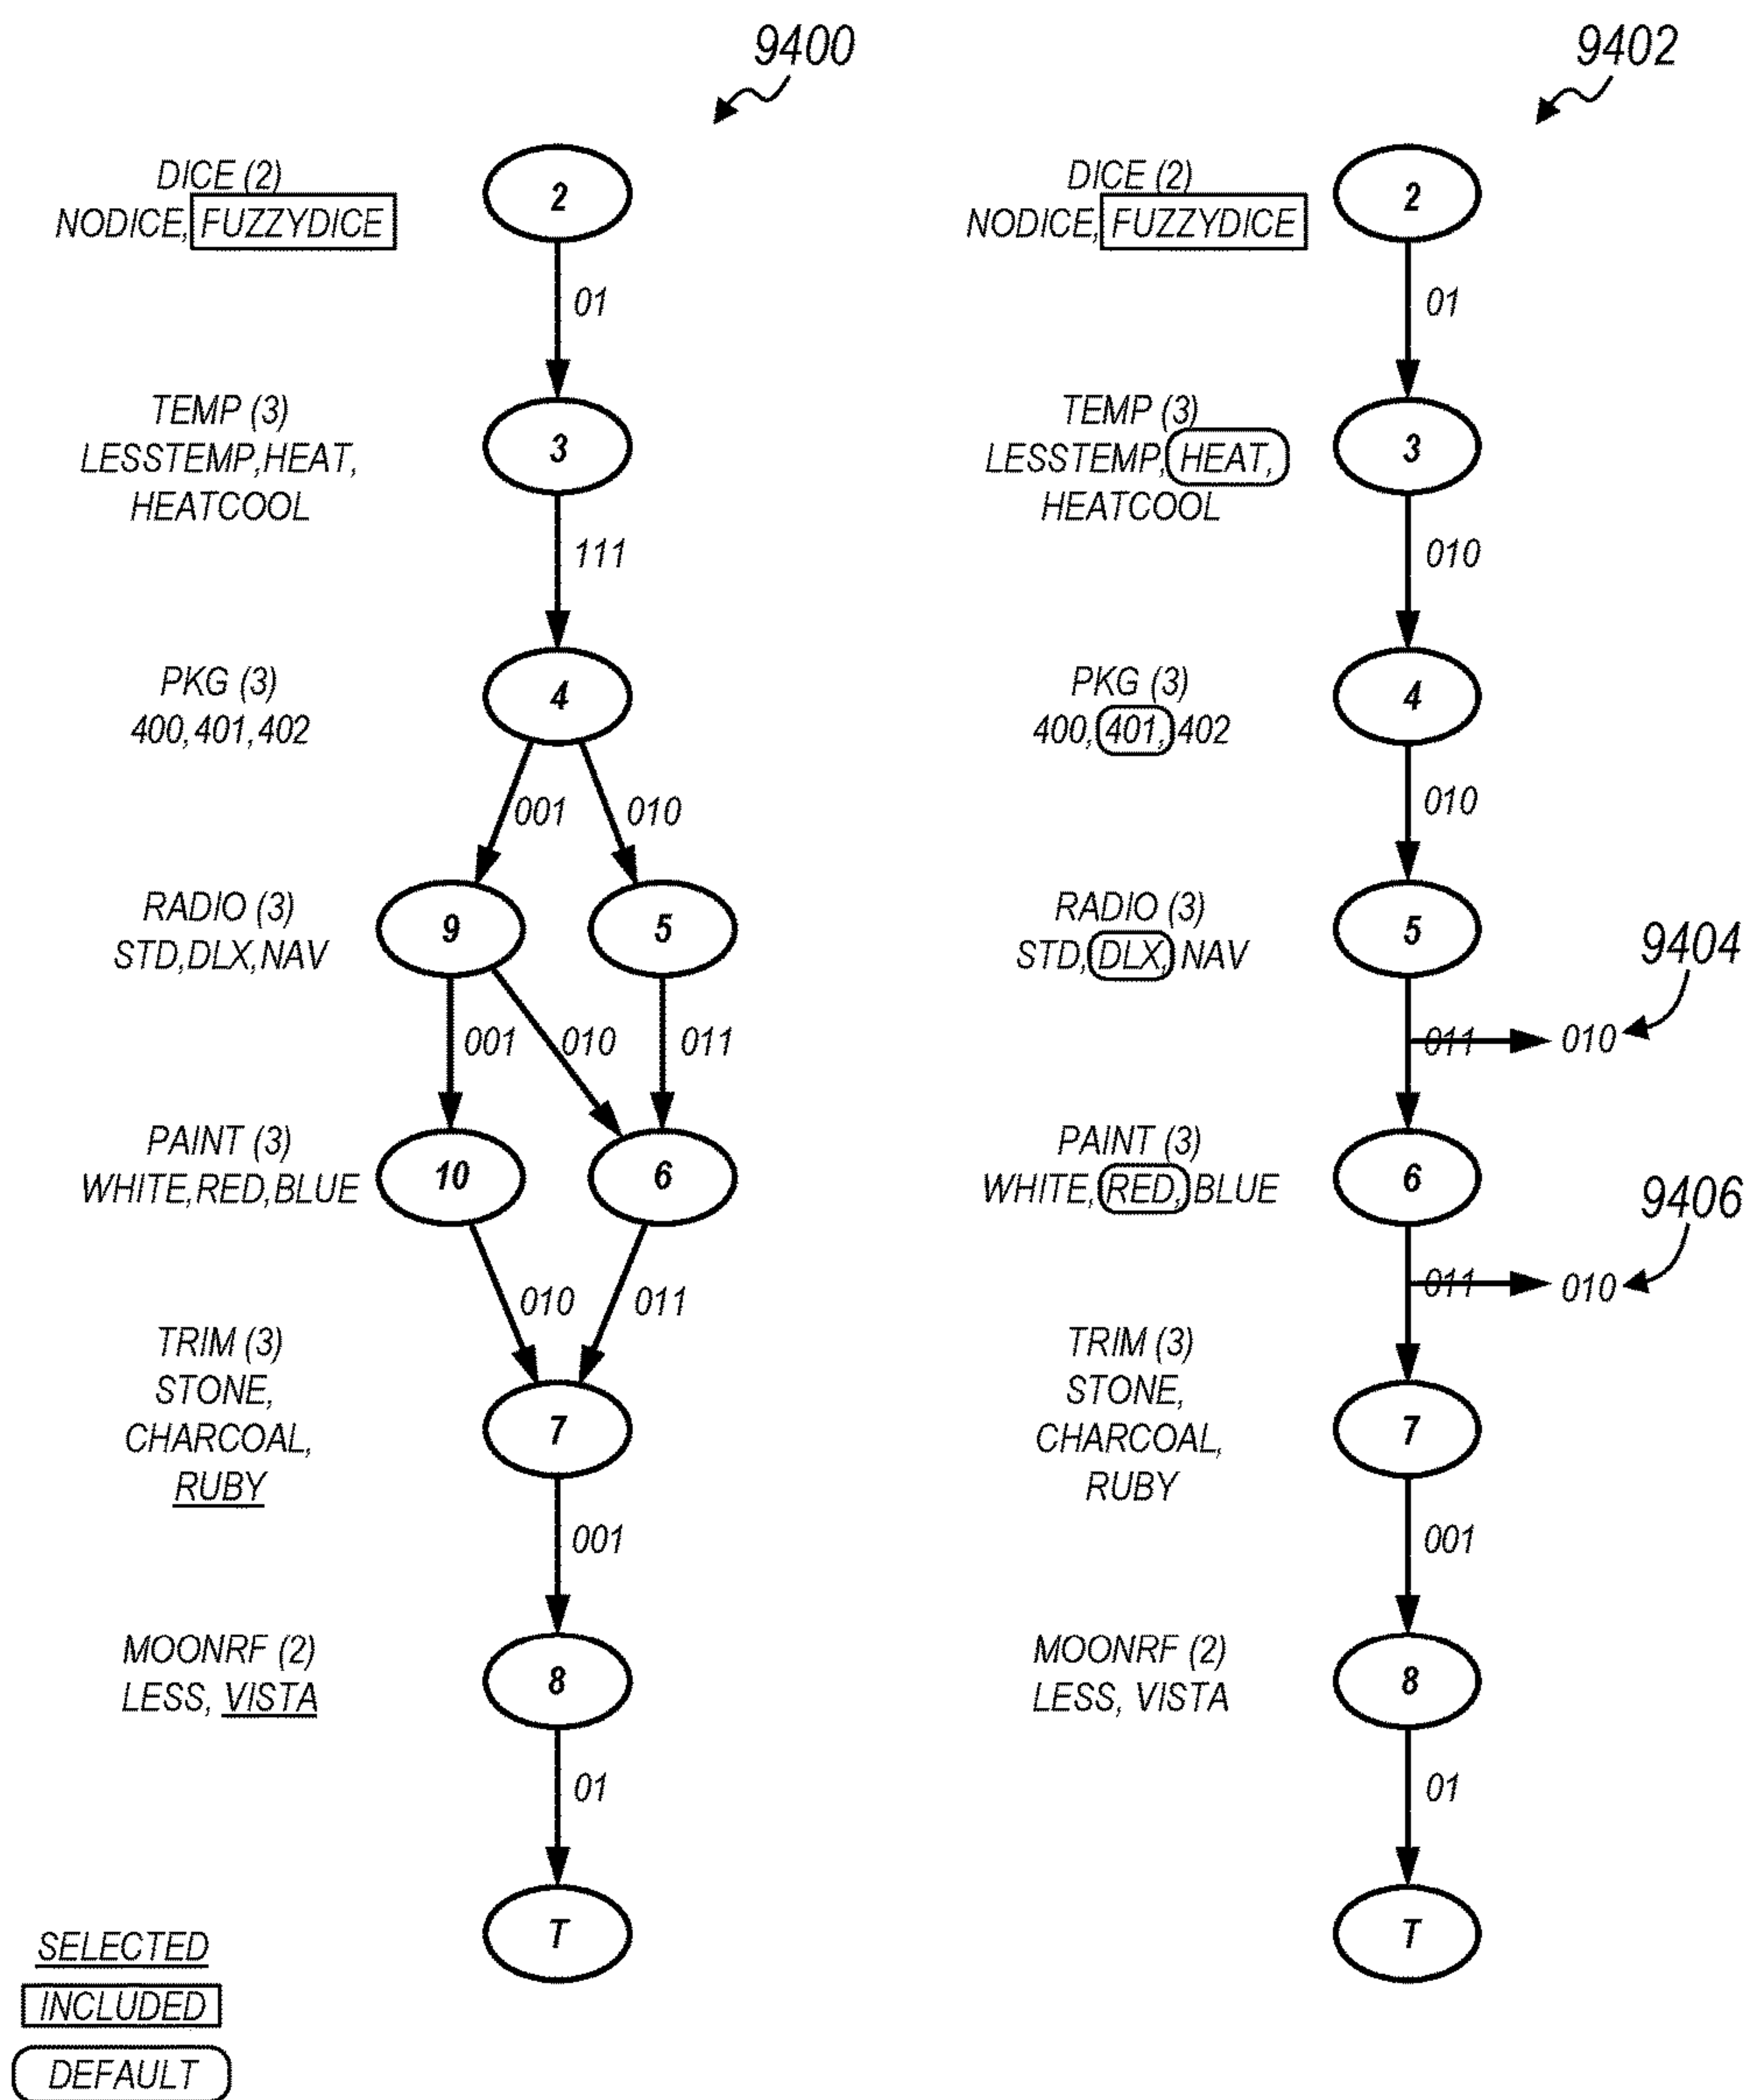 9400
DICE (2)
NODICE, FUZZYDICE
2
01
TEMP (3)
LESSTEMP,HEAT,
HEATCOOL
3
111
PKG (3)
400,401,402
4
001
010
RADIO (3)
STD,DLX,NAV
9
5
001
010
011
PAINT (3)
WHITE,RED,BLUE
10
6
010
011
TRIM (3)
STONE,
CHARCOAL,
RUBY
7
001
MOONRF (2)
LESS, VISTA
8
01
T
SELECTED
INCLUDED
DEFAULT
9402
DICE (2)
NODICE, FUZZYDICE
2
01
TEMP (3)
LESSTEMP, HEAT,
HEATCOOL
3
010
PKG (3)
400, 401, 402
4
010
RADIO (3)
STD, DLX, NAV
5
9404
011
010
PAINT (3)
WHITE, RED, BLUE
6
9406
011
010
TRIM (3)
STONE,
CHARCOAL,
RUBY
7
001
MOONRF (2)
LESS, VISTA
8
01
T